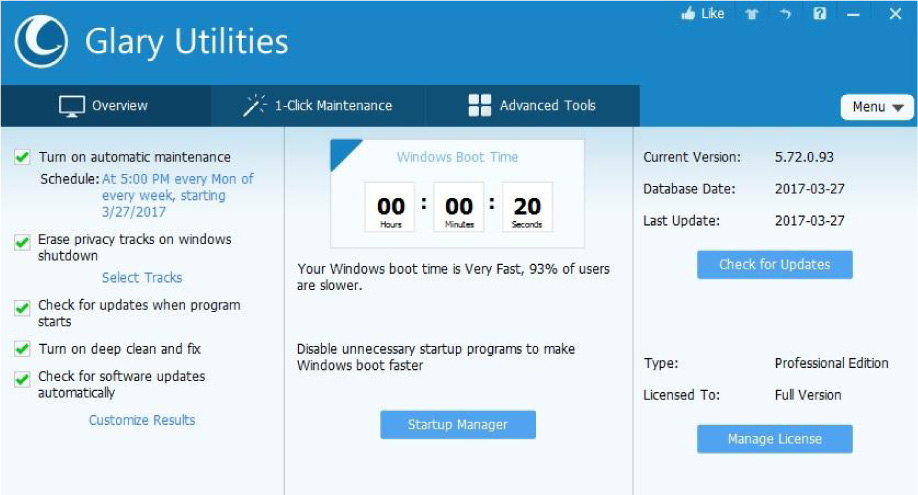 Like
?
Glary Utilities
Overview
1-Click Maintenance
Advanced Tools
Menu
Turn on automatic maintenance
Schedule: At 5:00 PM every Mon of
every week, starting
3/27/2017
Erase privacy tracks on windows
shutdown
Select Tracks
Check for updates when program
starts
Turn on deep clean and fix
Check for software updates
automatically
Customize Results
Windows Boot Time
00 : 00 : 20
Hours Minutes Seconds
Your Windows boot time is Very Fast, 93% of users
are slower.
Disable unnecessary startup programs to make
Windows boot faster
Startup Manager
Current Version: 5.72.0.93
Database Date: 2017-03-27
Last Update: 2017-03-27
Check for Updates
Type: Professional Edition
Licensed To: Full Version
Manage License